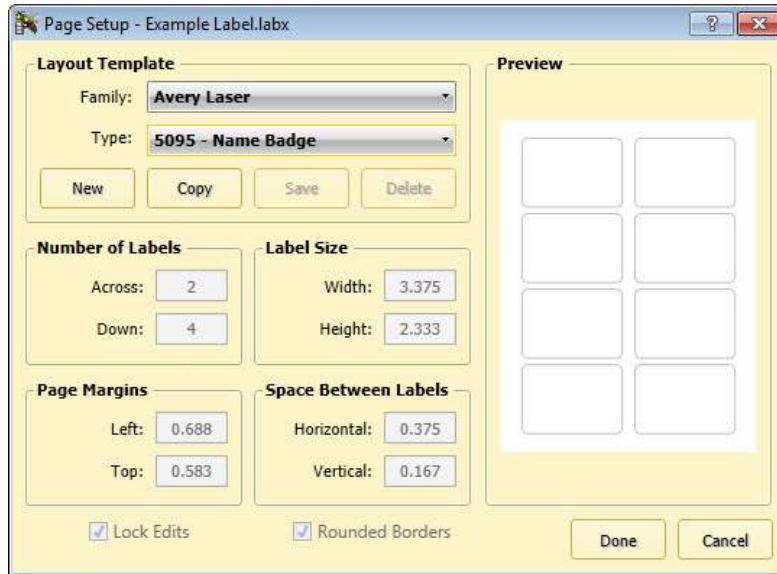 Page Setup - Example Label.labx
Layout Template
Family: Avery Laser
Type: 5095 - Name Badge
New Copy Save Delete
Number of Labels
Across: 2
Down: 4
Label Size
Width: 3.375
Height: 2.333
Page Margins
Left: 0.688
Top: 0.583
Space Between Labels
Horizontal: 0.375
Vertical: 0.167
Lock Edits
Rounded Borders
Preview
Done Cancel